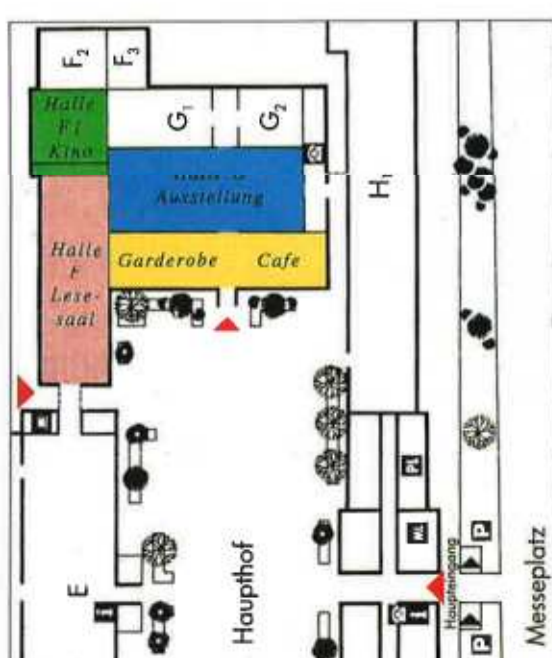 F2
F3
Halle
F1
Kino
G1
G2
Ausstellung
H1
Halle
F
Lese-
saal
Garderobe
Cafe
E
Haupthof
Haupteingang
P
P
Messeplatz